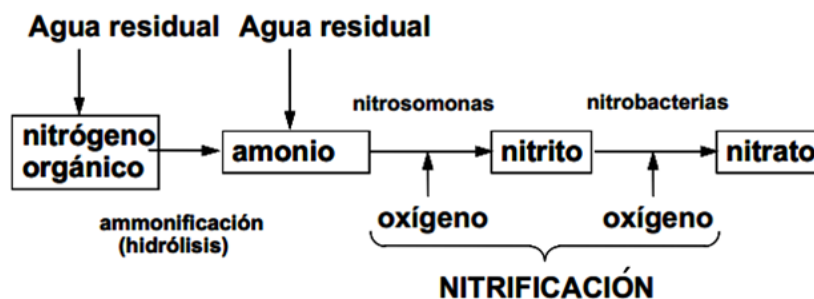 Agua residual
Agua residual
nitrosomonas
nitrobacterias
nitrógeno
orgánico
amonio
nitrito
nitrato
ammonificación
(hidrólisis)
oxígeno
oxígeno
NITRIFICACIÓN